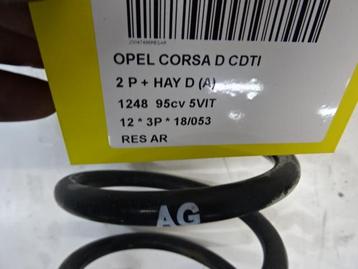 OPEL CORSA D CDTI
2 P + HAY D (A)
1248 95cv 5VIT
12 * 3P * 18/053
RES AR
AG